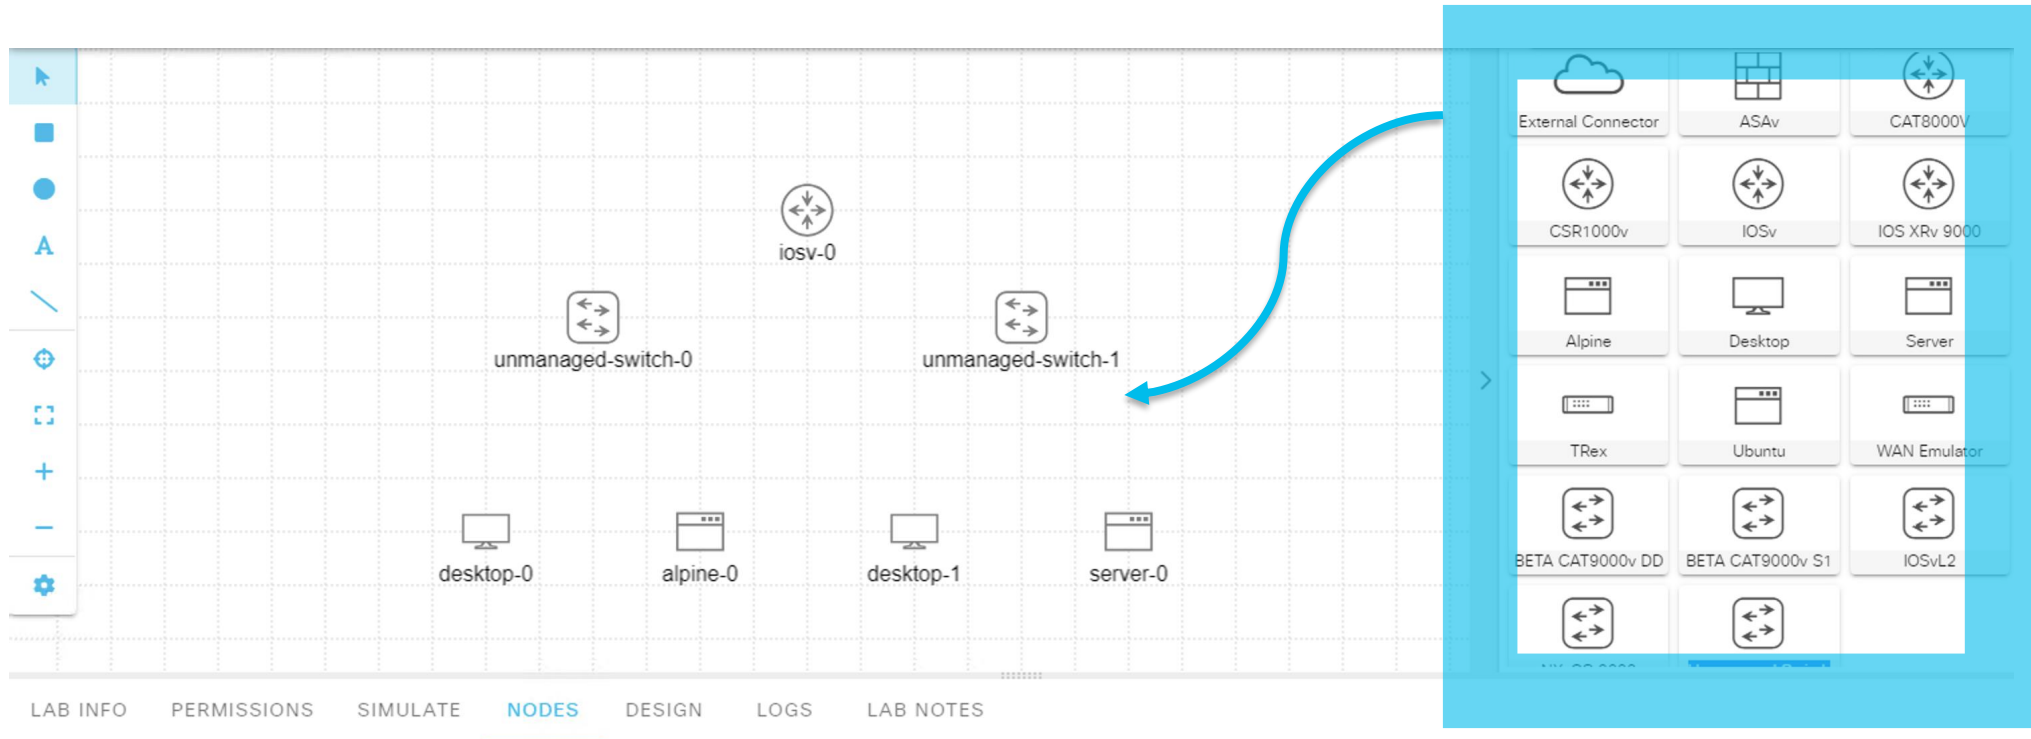 iosv-0
unmanaged-switch-0
unmanaged-switch-1
desktop-0
alpine-0
desktop-1
server-0
External Connector
ASAv
CAT8000V
CSR1000v
IOSv
IOS XRv 9000
Alpine
Desktop
Server
TRex
Ubuntu
WAN Emulator
BETA CAT9000v DD
BETA CAT9000v S1
IOSvL2
LAB INFO
PERMISSIONS
SIMULATE
NODES
DESIGN
LOGS
LAB NOTES